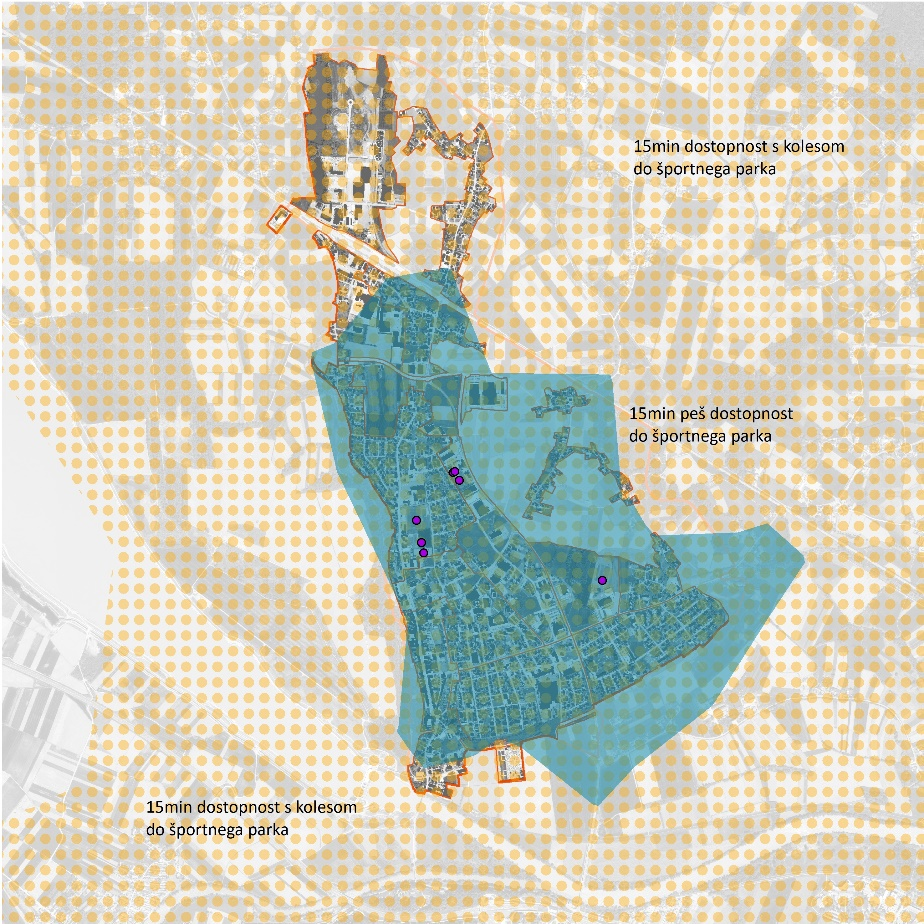 15min dostopnost s kolesom
do športnega parka
15min peš dostopnost
do športnega parka
15min dostopnost s kolesom
do športnega parka